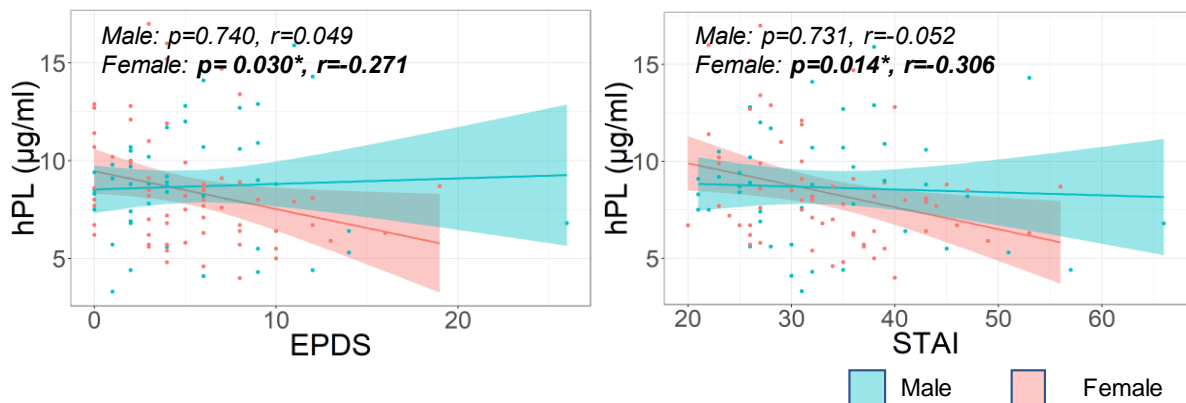 Male: p=0.740, r=0.049
Female: p= 0.030*, r=-0.271
15
10
5
hPL (µg/ml)
0
10
20
EPDS
Male: p=0.731, r=-0.052
Female: p=0.014*, r=-0.306
15
10
5
hPL (µg/ml)
20
30
40
50
60
STAI
Male
Female